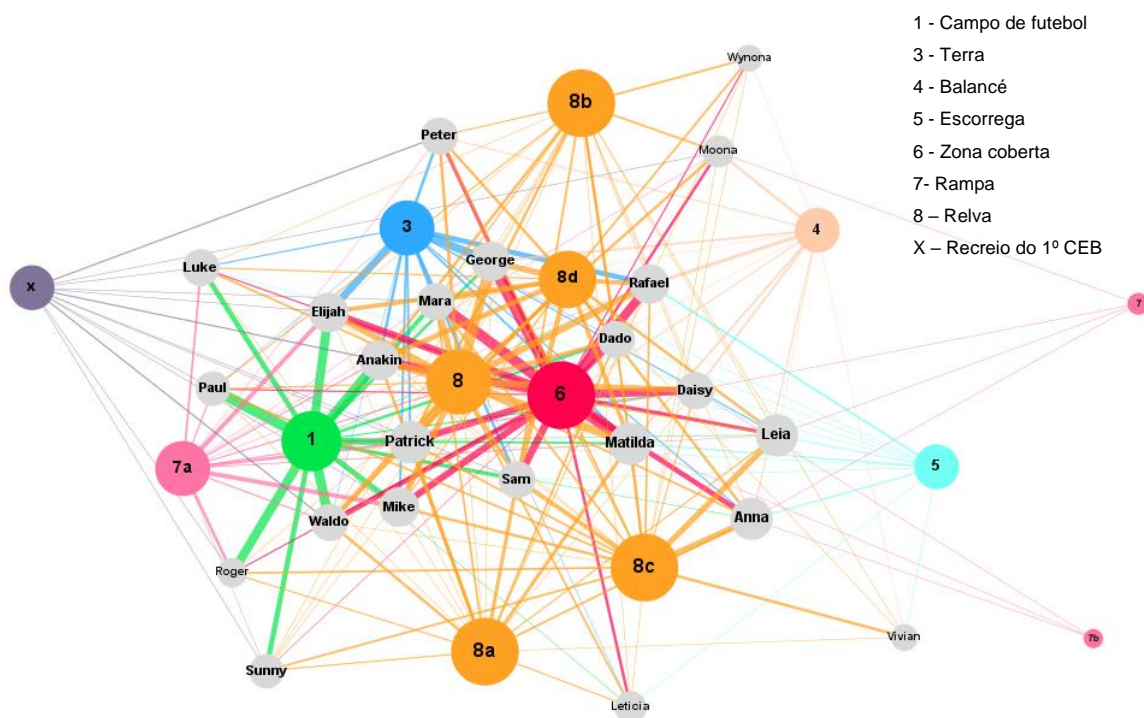 1 - Campo de futebol
3 - Terra
4 - Balancé
5 - Escorrega
6 - Zona coberta
7- Rampa
8 – Relva
X – Recreio do 1º CEB
Wynona
8b
Peter
Moona
3
4
George
Luke
8d
Rafael
x
Mara
7
Elijah
Dado
Anakin
8
6
Paul
Daisy
1
Patrick
Matilda
Leia
7a
5
Sam
Mike
Anna
Waldo
8c
Roger
Vivian
7b
8a
Sunny
Leticia